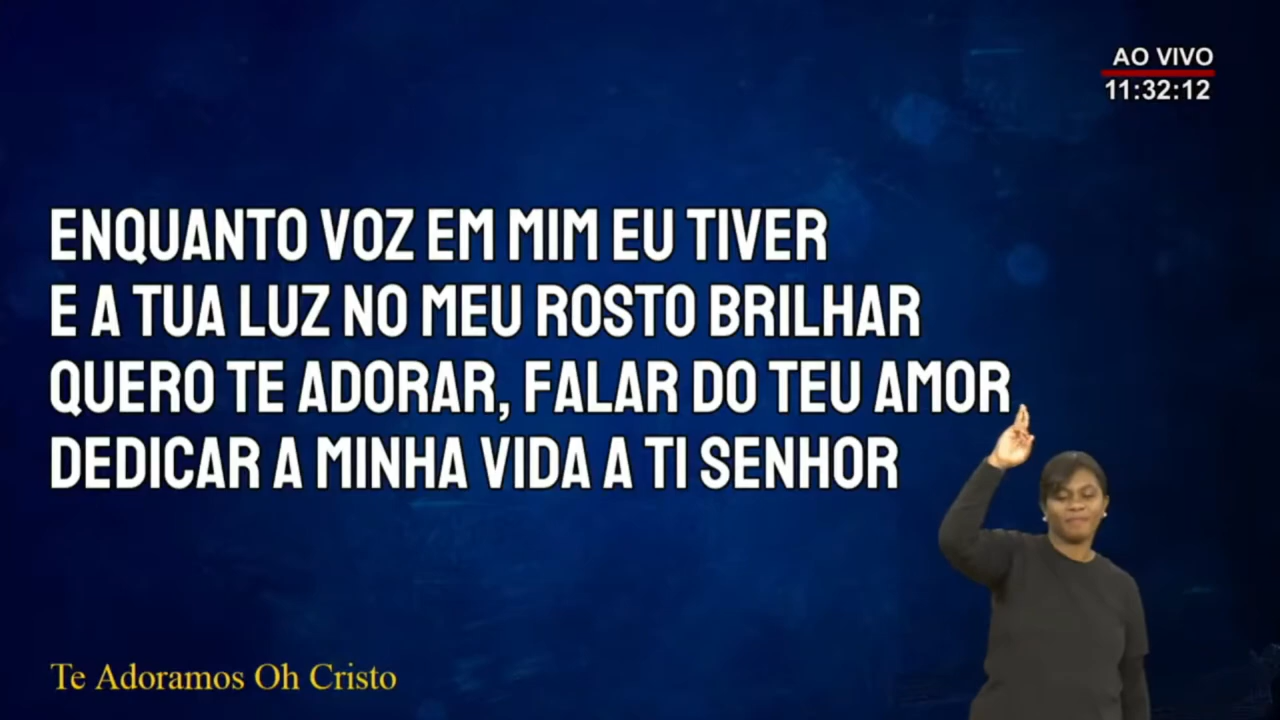 AO VIVO
11:32:12
ENQUANTO VOZ EM MIM EU TIVER
E A TUA LUZ NO MEU ROSTO BRILHAR
QUERO TE ADORAR, FALAR DO TEU AMOR
DEDICAR A MINHA VIDA A TI SENHOR
Te Adoramos Oh Cristo